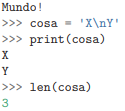 Mundo!
>>> cosa = 'X\nY'
>>> print(cosa)
X
Y
>>> len(cosa)
3